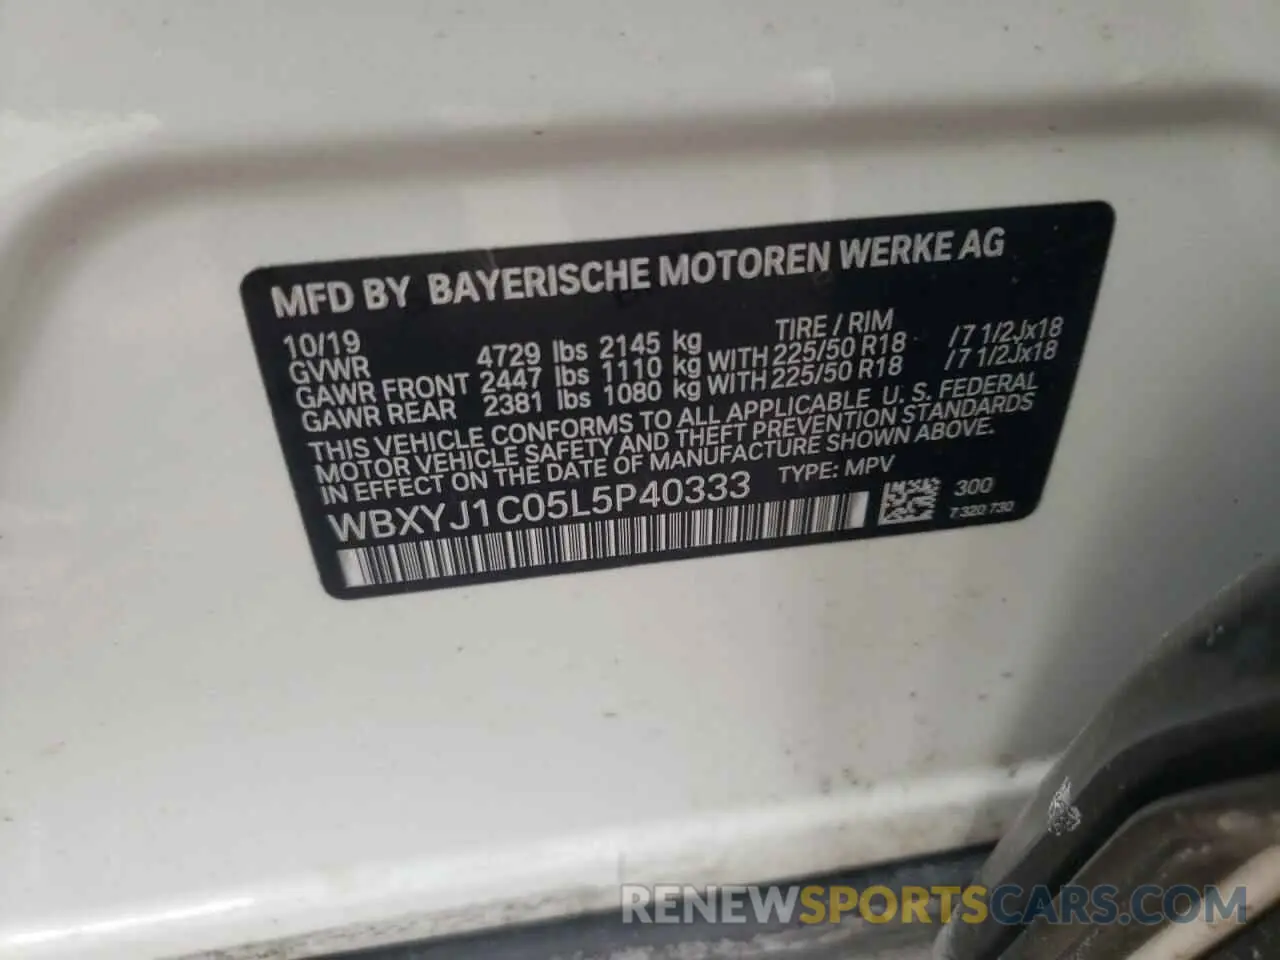 MFD BY BAYERISCHE MOTOREN WERKE AG
10/19 TIRE / RIM
GVWR 4729 lbs 2145 kg
GAWR FRONT 2447 lbs 1110 kg WITH 225/50 R18 / 7 1/2Jx18
GAWR REAR 2381 lbs 1080 kg WITH 225/50 R18 / 7 1/2Jx18
THIS VEHICLE CONFORMS TO ALL APPLICABLE U. S. FEDERAL
MOTOR VEHICLE SAFETY AND THEFT PREVENTION STANDARDS
IN EFFECT ON THE DATE OF MANUFACTURE SHOWN ABOVE.
WBXYJ1C05L5P40333 TYPE: MPV
300
7 320 730
RENEWSPORTSCARS.COM